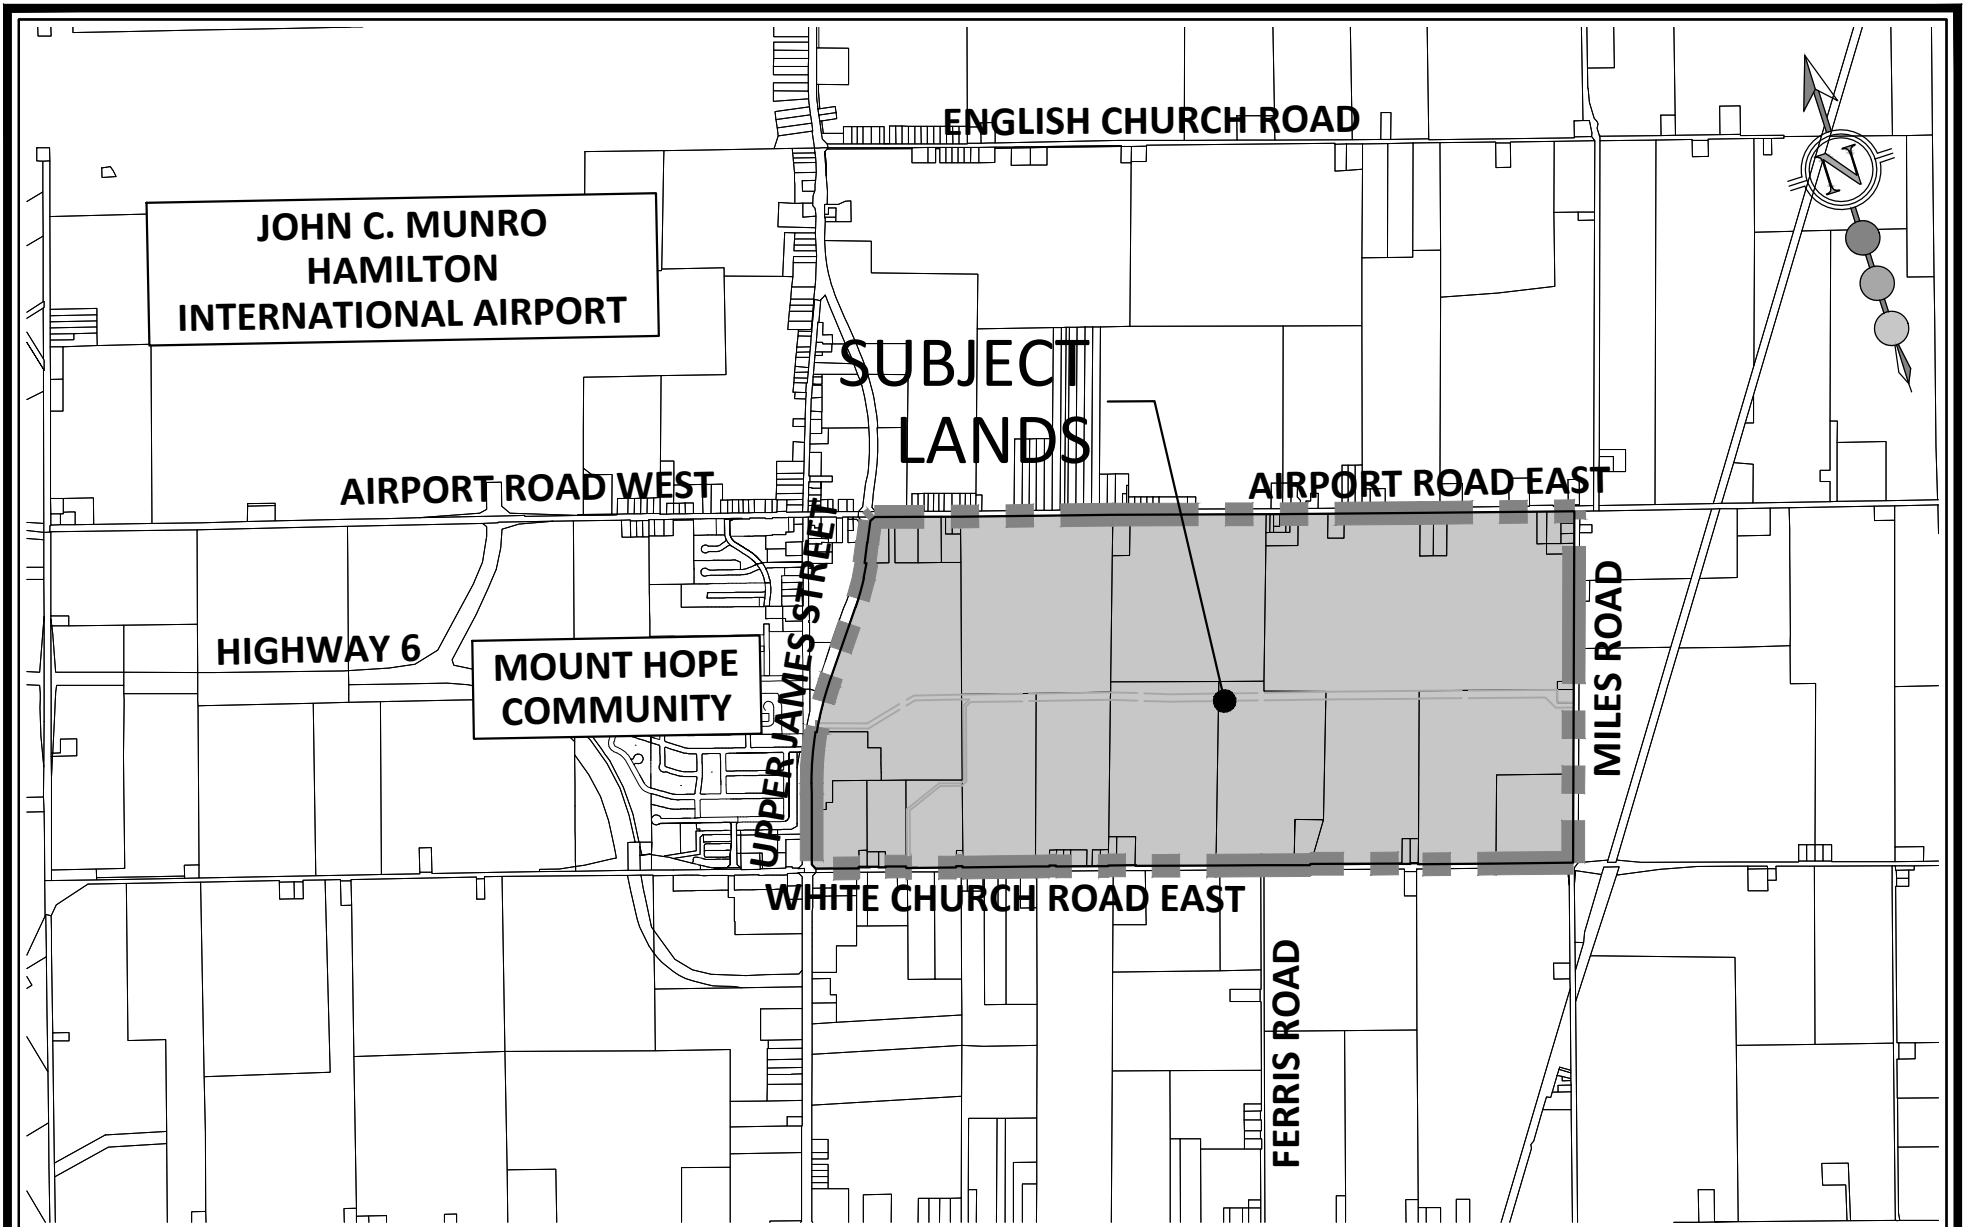 ENGLISH CHURCH ROAD
N
JOHN C. MUNRO
HAMILTON
INTERNATIONAL AIRPORT
SUBJECT
LANDS
AIRPORT ROAD WEST
AIRPORT ROAD EAST
UPPER JAMES STREET
HIGHWAY 6
MOUNT HOPE
COMMUNITY
MILES ROAD
WHITE CHURCH ROAD EAST
FERRIS ROAD